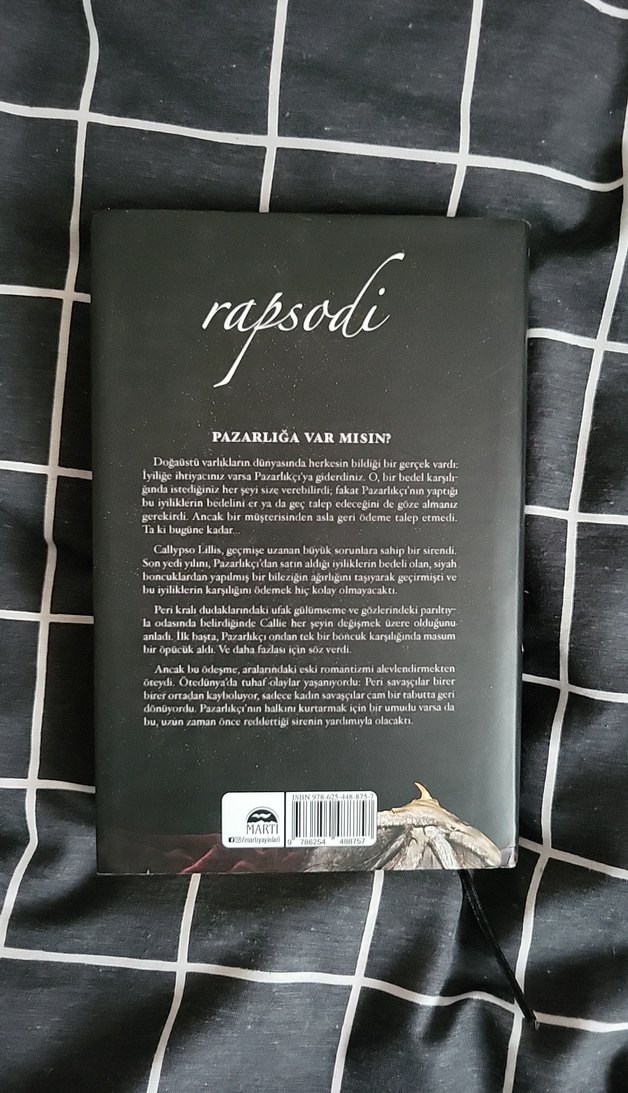 rapsodi
PAZARLIĞA VAR MISIN?
Doğaüstü varlıkların dünyasında herkesin bildiği bir gerçek vardı:
İyiliğe ihtiyacınız varsa Pazarlıkçı'ya giderdiniz. O, bir bedel karşılı-
ğında istediğiniz her şeyi size verebilirdi; fakat Pazarlıkçı'nın yaptığı
bu iyiliklerin bedelini er ya da geç talep edeceğini de göze almanız
gerekirdi. Ancak bir müşterisinden asla geri ödeme talep etmedi.
Ta ki bugüne kadar...
Callypso Lillis, geçmişe uzanan büyük sorunlara sahip bir sirendi.
Son yedi yılını, Pazarlıkçı'dan satın aldığı iyiliklerin bedeli olan, siyah
boncuklardan yapılmış bir bileziğin ağırlığını taşıyarak geçirmişti ve
bu iyiliklerin karşılığını ödemek hiç kolay olmayacaktı.
Peri kralı dudaklarındaki ufak gülümseme ve gözlerindeki parıltıy-
la odasında belirdiğinde Callie her şeyin değişmek üzere olduğunu
anladı. İlk başta, Pazarlıkçı ondan tek bir boncuk karşılığında masum
bir öpücük aldı. Ve daha fazlası için söz verdi.
Ancak bu ödeşme, aralarındaki eski romantizmi alevlendirmekten
öteydi. Ötedünya'da tuhaf olaylar yaşanıyordu: Peri savaşçılar birer
birer ortadan kayboluyor, sadece kadın savaşçılar cam bir tabutta geri
dönüyordu. Pazarlıkçı'nın halkını kurtarmak için bir umudu varsa da
bu, uzun zaman önce reddettiği sirenin yardımıyla olacaktı.
ISBN 978-625-448-875-7
MARTI
/martiyayinlari
9 786254 488757